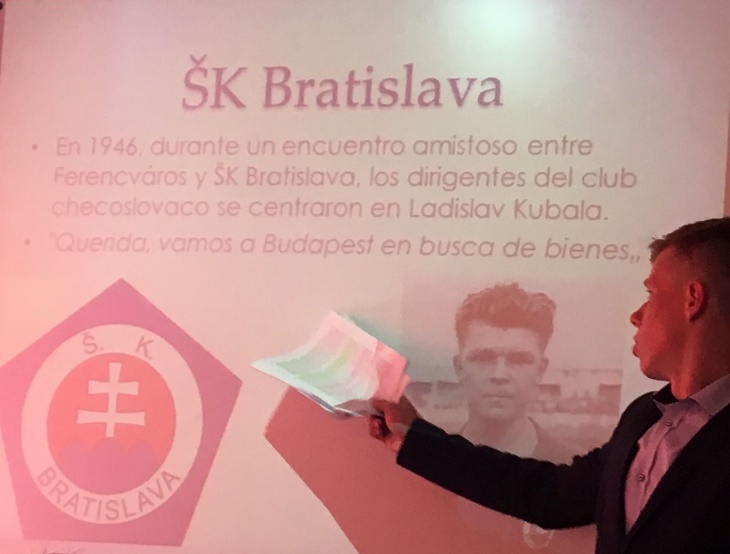 ŠK Bratislava
• En 1946, durante un encuentro amistoso entre
Ferencváros y ŠK Bratislava, los dirigentes del club
checoslovaco se centraron en Ladislav Kubala.
• "Querida, vamos a Budapest en busca de bienes„
Š. K.
BRATISLAVA